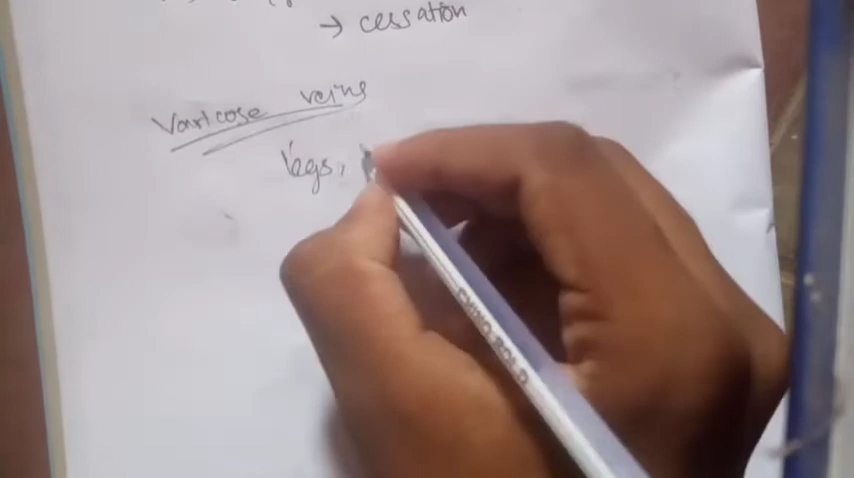 → cessation
Varicose veins
legs,